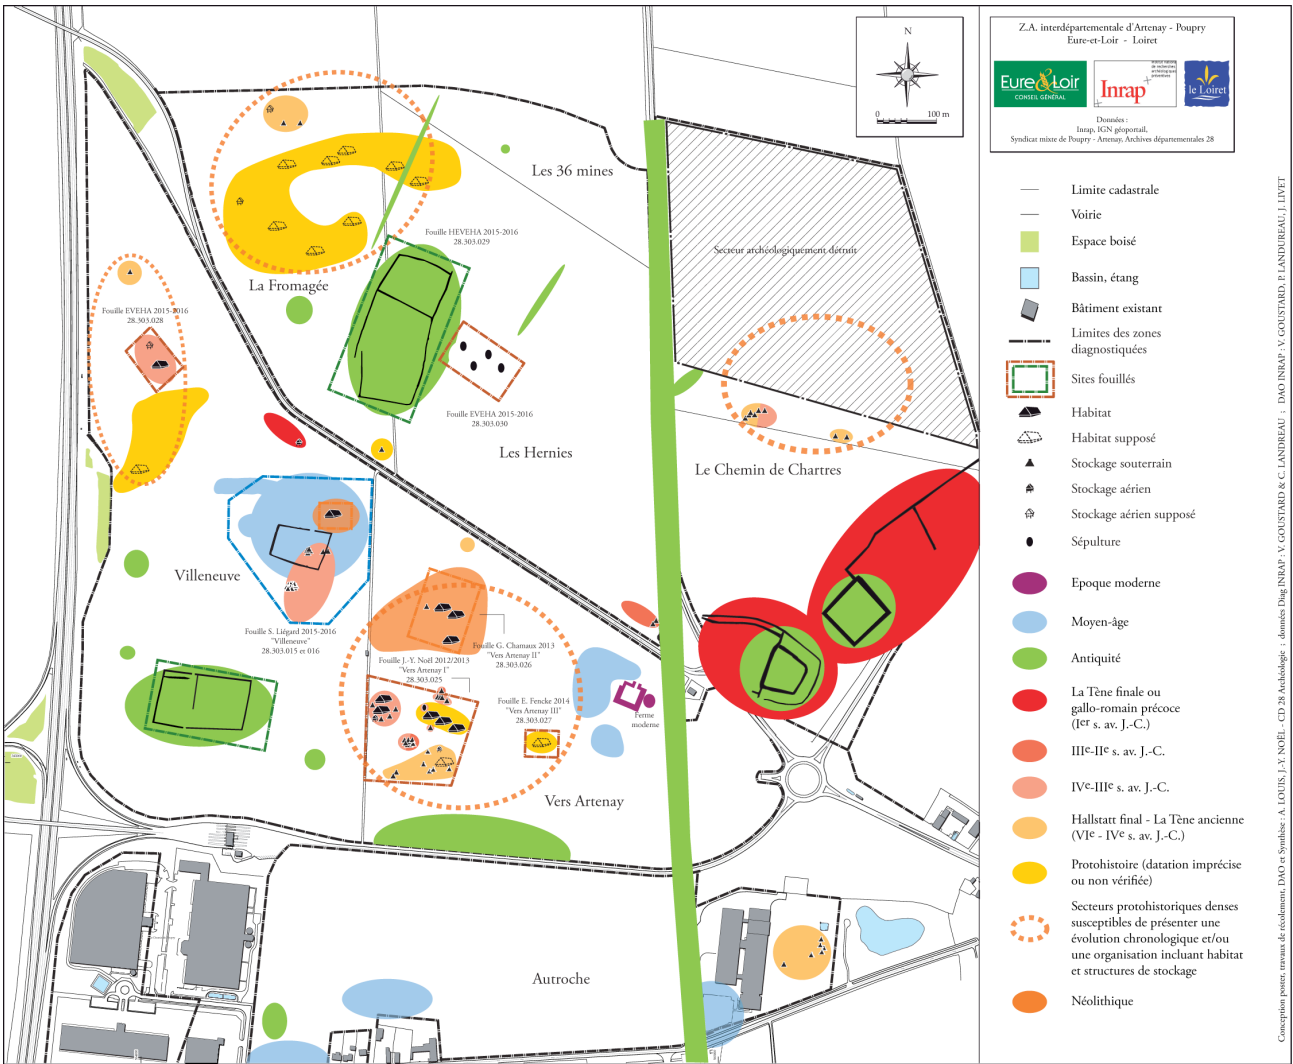 Z.A. interdépartementale d'Artenay - Poupry
Eure-et-Loir - Loiret
Eure & Loir
CONSEIL GÉNÉRAL
Inrap
Institut national
de recherches
archéologiques
préventives
le Loiret
Données :
Inrap, IGN géoportail,
Syndicat mixte de Poupry - Artenay, Archives départementales 28
N
0 100 m
Limite cadastrale
Voirie
Espace boisé
Bassin, étang
Bâtiment existant
Limites des zones
diagnostiquées
Sites fouillés
Habitat
Habitat supposé
Stockage souterrain
Stockage aérien
Stockage aérien supposé
Sépulture
Epoque moderne
Moyen-âge
Antiquité
La Tène finale ou
gallo-romain précoce
(Ier s. av. J.-C.)
IIIe-IIe s. av. J.-C.
IVe-IIIe s. av. J.-C.
Hallstatt final - La Tène ancienne
(VIe - IVe s. av. J.-C.)
Protohistoire (datation imprécise
ou non vérifiée)
Secteurs protohistoriques denses
susceptibles de présenter une
évolution chronologique et/ou
une organisation incluant habitat
et structures de stockage
Néolithique
Les 36 mines
Secteur archéologiquement détruit
Fouille HEVEHA 2015-2016
28.303.029
La Fromagée
Fouille EVEHA 2015-2016
28.303.028
Fouille EVEHA 2015-2016
28.303.030
Les Hernies
Le Chemin de Chartres
Villeneuve
Fouille S. Liégard 2015-2016
"Villeneuve"
28.303.015 et 016
Fouille G. Chamaux 2013
"Vers Artenay II"
28.303.026
Fouille J.-Y. Noël 2012/2013
"Vers Artenay I"
28.303.025
Fouille E. Fencke 2014
"Vers Artenay III"
28.303.027
Ferme
moderne
Vers Artenay
Autroche
Conception poster, travaux de récolement, DAO et Synthèse : A. LOUIS, J.-Y. NOËL - CD 28 Archéologie ; données Diag INRAP : V. GOUSTARD & C. LANDREAU ; DAO INRAP : V. GOUSTARD, P. LANDUREAU, J. LIVET